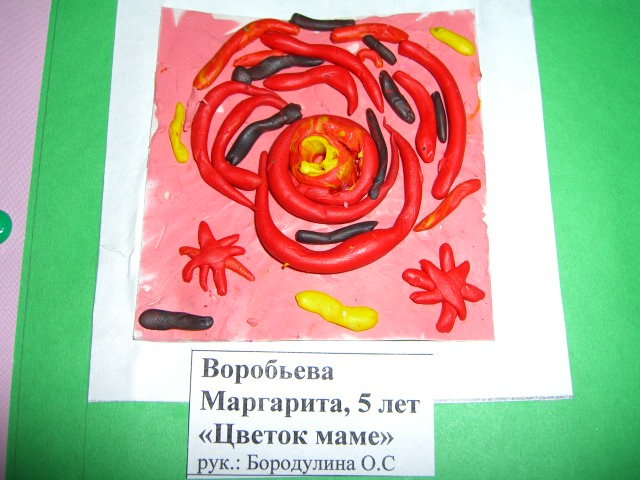 Воробьева
Маргарита, 5 лет
«Цветок маме»
рук.: Бородулина О.С